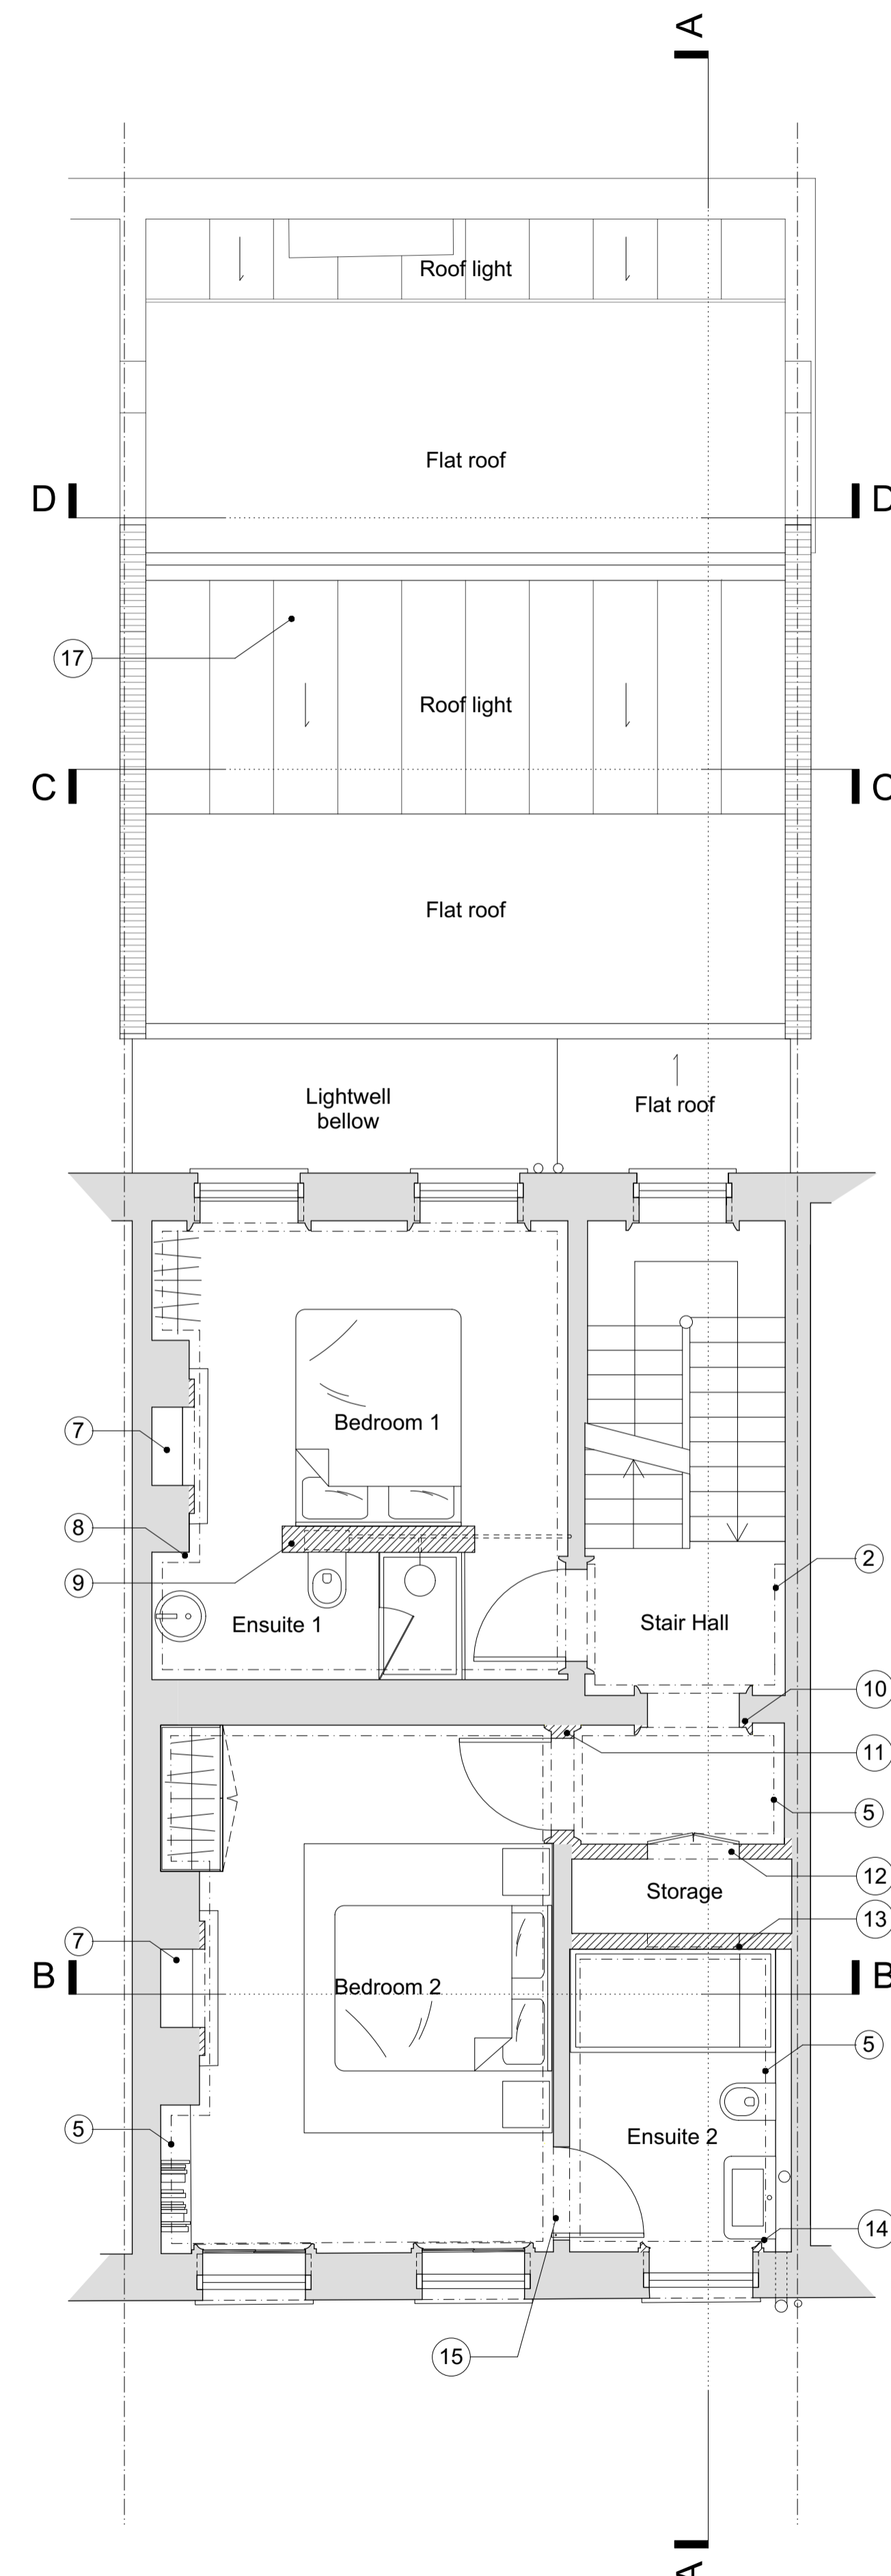 A
Roof light
Flat roof
D
D
17
Roof light
C
C
Flat roof
Lightwell
bellow
Flat roof
7
Bedroom 1
8
9
2
Ensuite 1
Stair Hall
10
11
5
12
Storage
13
7
B
B
Bedroom 2
5
5
Ensuite 2
14
15
A